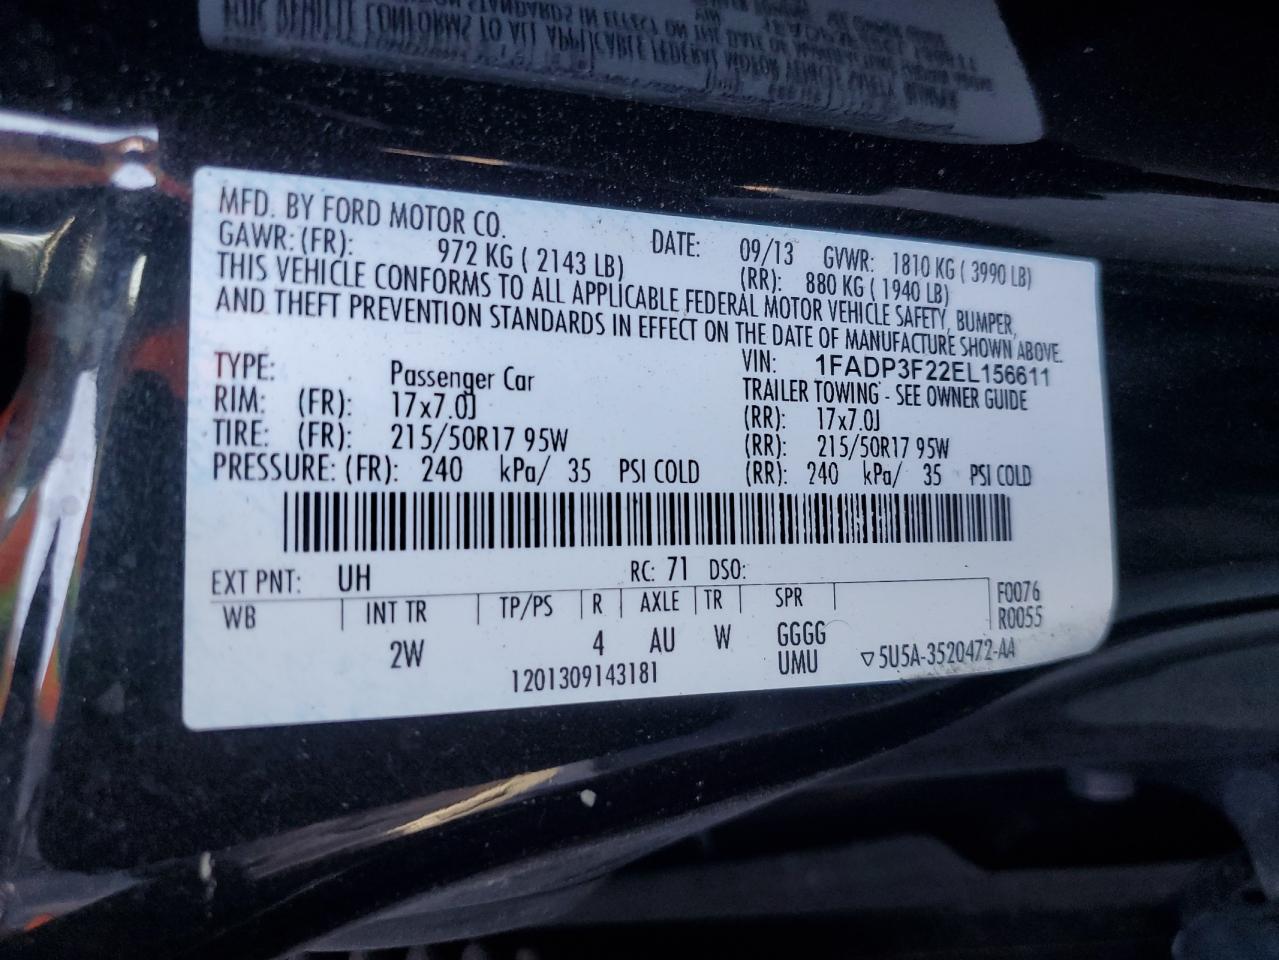 MFD. BY FORD MOTOR CO. DATE: 09/13 GVWR: 1810 KG ( 3990 LB)
GAWR: (FR): 972 KG ( 2143 LB) (RR): 880 KG ( 1940 LB)
THIS VEHICLE CONFORMS TO ALL APPLICABLE FEDERAL MOTOR VEHICLE SAFETY, BUMPER,
AND THEFT PREVENTION STANDARDS IN EFFECT ON THE DATE OF MANUFACTURE SHOWN ABOVE.
VIN: 1FADP3F22EL156611
TYPE: Passenger Car TRAILER TOWING - SEE OWNER GUIDE
RIM: (FR): 17x7.0J (RR): 17x7.0J
TIRE: (FR): 215/50R17 95W (RR): 215/50R17 95W
PRESSURE: (FR): 240 kPa/ 35 PSI COLD (RR): 240 kPa/ 35 PSI COLD
EXT PNT: UH RC: 71 DSO:
WB INT TR TP/PS R AXLE TR SPR F0076
R0055
2W 4 AU W GGGG
UMU
1201309143181 ▽5U5A-3520472-AA